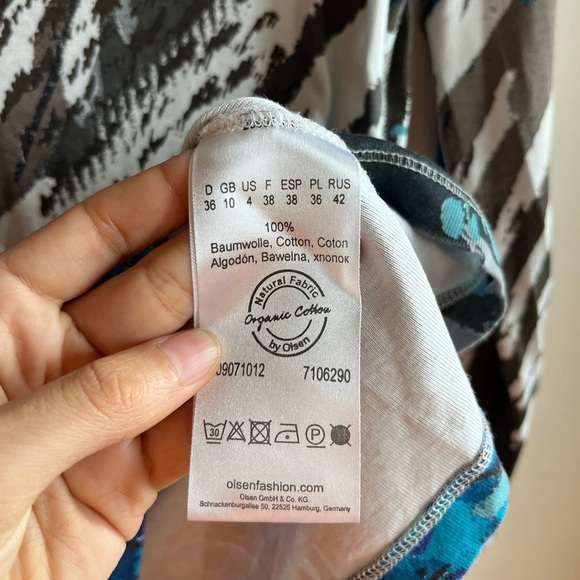 D GB US F ESP PL RUS
36 10 4 38 38 36 42
100%
Baumwolle, Cotton, Coton
Algodón, Bawełna, хлопок
Natural Fabric
Organic Cotton
by Olsen
09071012 7106290
30 P
olsenfashion.com
Olsen GmbH & Co. KG.
Schnackenburgallee 50, 22525 Hamburg, Germany